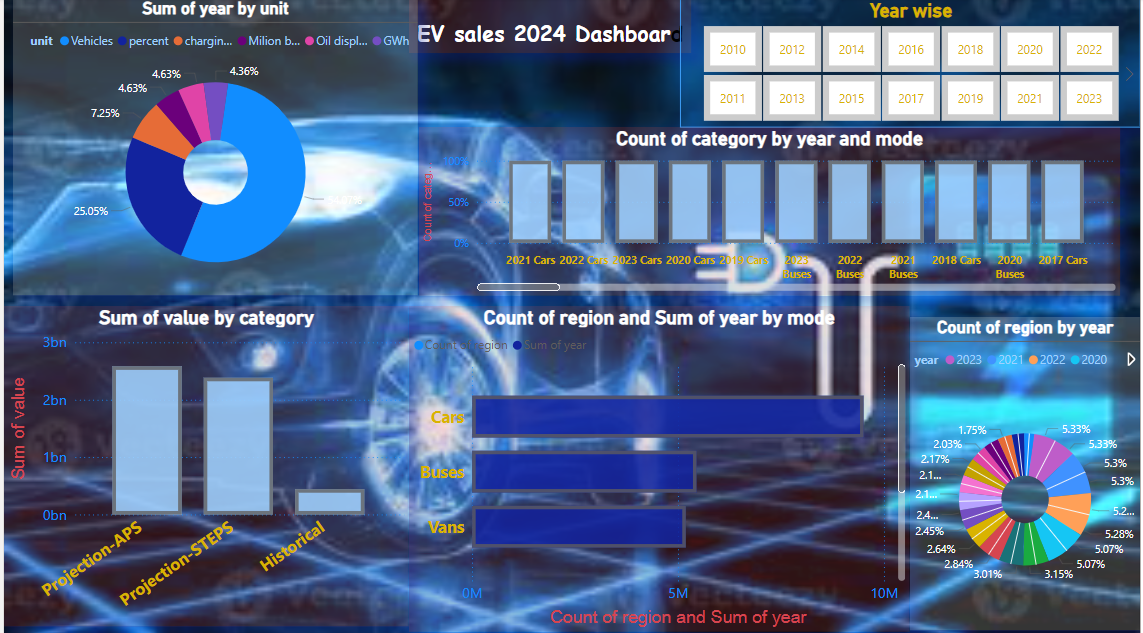 Sum of year by unit
unit Vehicles percent chargin... Milion b... Oil displ... GWh
4.63%
4.36%
4.63%
7.25%
25.05%
EV sales 2024 Dashboard
Year wise
2010 2012 2014 2016 2018 2020 2022
2011 2013 2015 2017 2019 2021 2023
Count of category by year and mode
Count of categ...
100%
50%
0%
2021 Cars 2022 Cars 2023 Cars 2020 Cars 2019 Cars 2023 Buses 2022 Buses 2021 Buses 2018 Cars 2020 Buses 2017 Cars
Sum of value by category
Sum of value
3bn
2bn
1bn
0bn
Projection-APS
Projection-STEPS
Historical
Count of region and Sum of year by mode
Count of region Sum of year
Cars
Buses
Vans
0M 5M 10M
Count of region and Sum of year
Count of region by year
year 2023 2021 2022 2020
1.75%
5.33%
2.03%
5.33%
2.17%
5.3%
2.1...
5.3%
2.1...
5.2...
2.4...
2.45%
5.28%
2.64%
5.07%
2.84%
5.07%
3.01%
3.15%